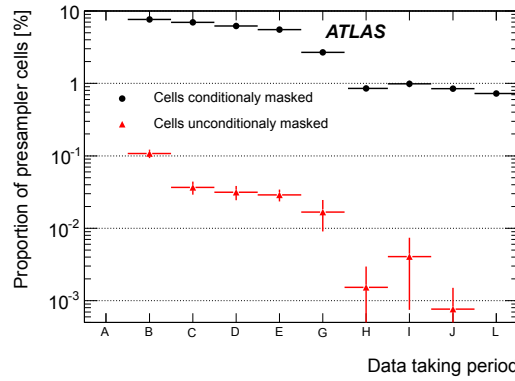 Proportion of presampler cells [%]
10
1
10-1
10-2
10-3
ATLAS
Cells conditionaly masked
Cells unconditionaly masked
A B C D E G H I J L
Data taking period